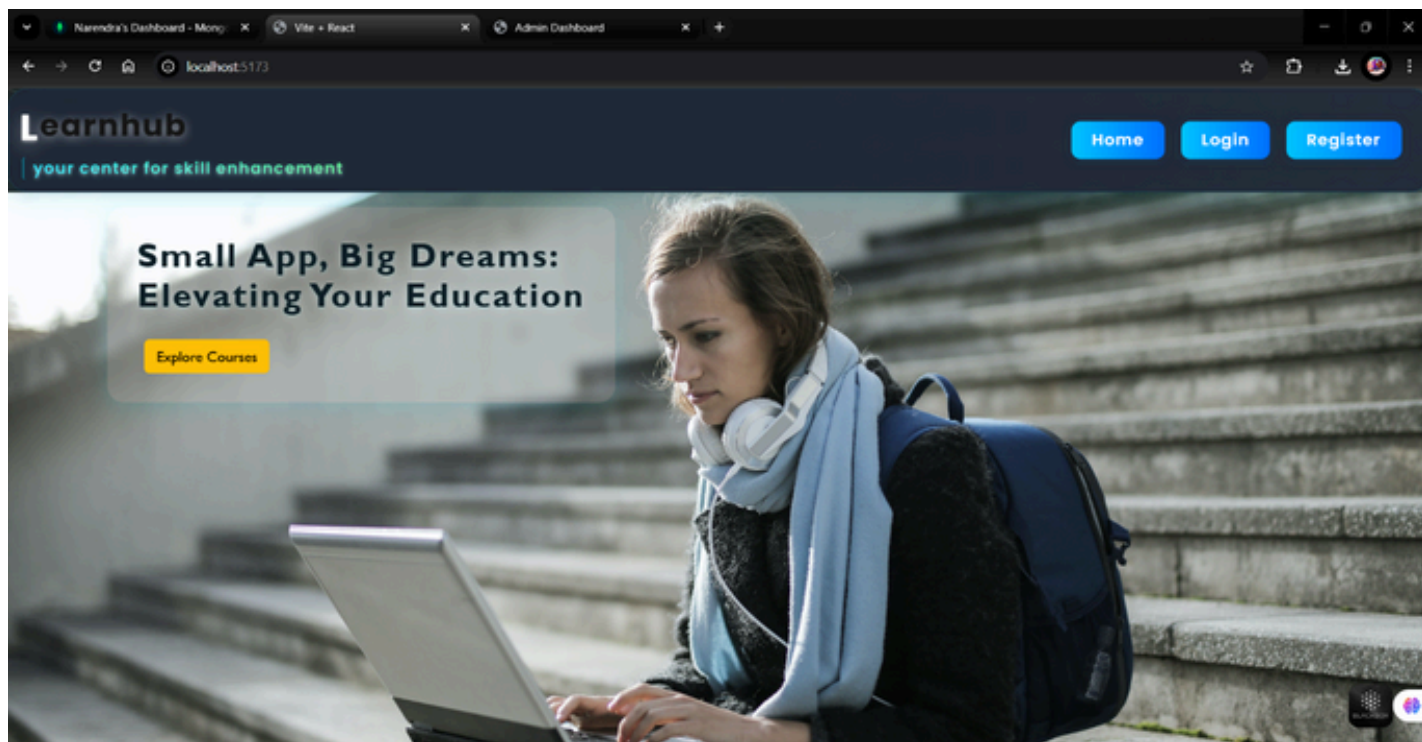 Narendra's Dashboard - Mong
Vite + React
Admin Dashboard
localhost:5173
Learnhub
your center for skill enhancement
Home
Login
Register
Small App, Big Dreams:
Elevating Your Education
Explore Courses